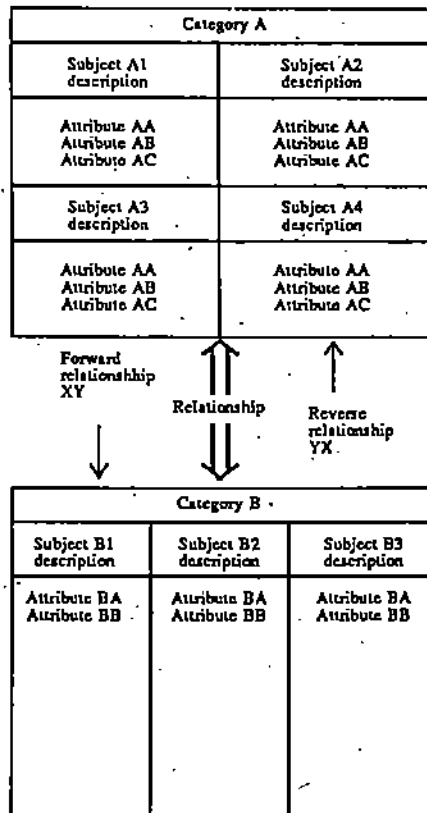 Category A
Subject A1
description
Subject A2
description
Attribute AA
Attribute AB
Attribute AC
Attribute AA
Attribute AB
Attribute AC
Subject A3
description
Subject A4
description
Attribute AA
Attribute AB
Attribute AC
Attribute AA
Attribute AB
Attribute AC
Forward
relationshhip
XY
Relationship
Reverse
relationship
YX
Category B
Subject B1
description
Subject B2
description
Subject B3
description
Attribute BA
Attribute BB
Attribute BA
Attribute BB
Attribute BA
Attribute BB